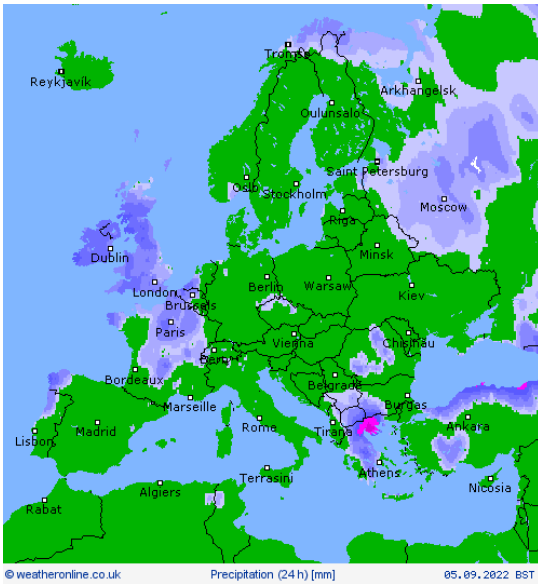 Tromsø
Reykjavik
Arkhangelsk
Oulunsalo
Saint Petersburg
Oslo
Stockholm
Moscow
Riga
Minsk
Dublin
London
Berlin
Warsaw
Kiev
Brussels
Paris
Vienna
Chisinau
Bern
Bordeaux
Belgrade
Marseille
Burgas
Rome
Tirana
Ankara
Lisbon
Madrid
Athens
Terrasini
Nicosia
Algiers
Rabat
© weatheronline.co.uk Precipitation (24 h) [mm] 05.09.2022 BST